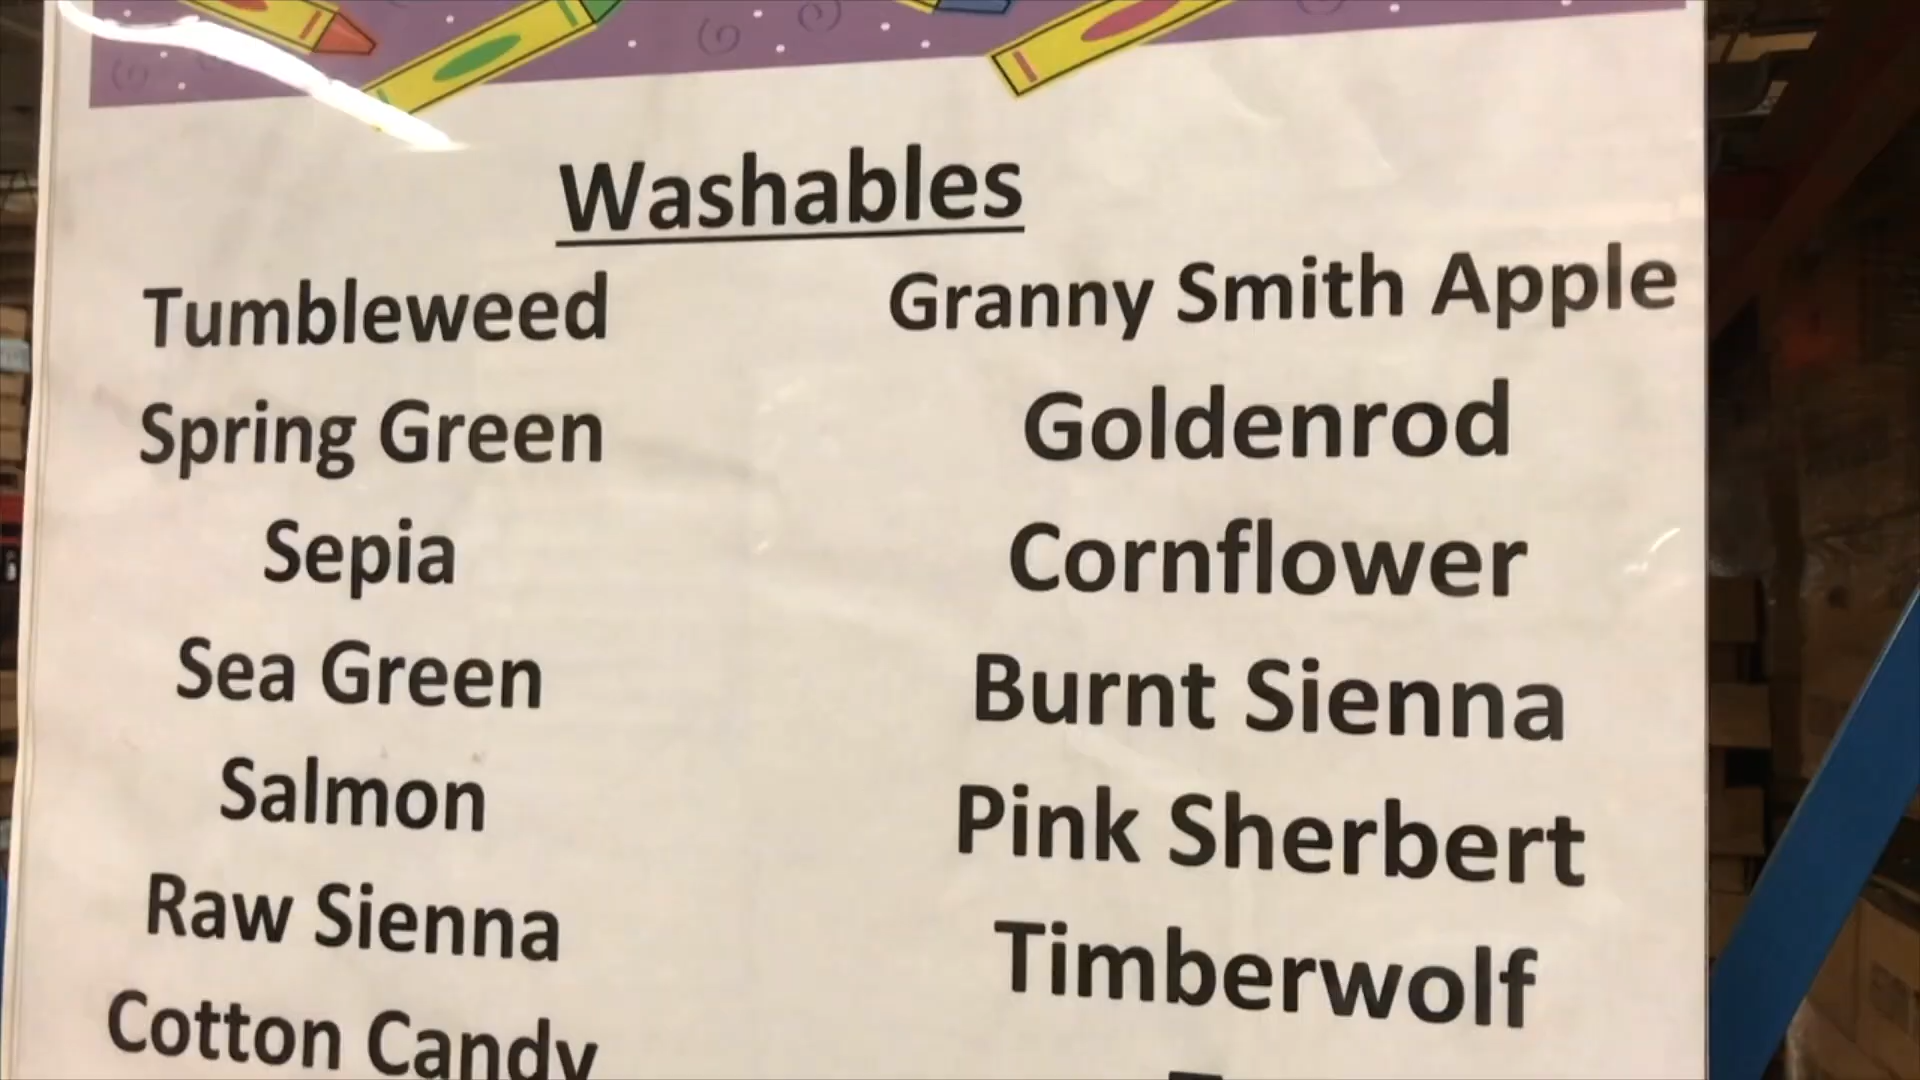 Washables
Tumbleweed
Spring Green
Sepia
Sea Green
Salmon
Raw Sienna
Cotton Candy
Granny Smith Apple
Goldenrod
Cornflower
Burnt Sienna
Pink Sherbert
Timberwolf